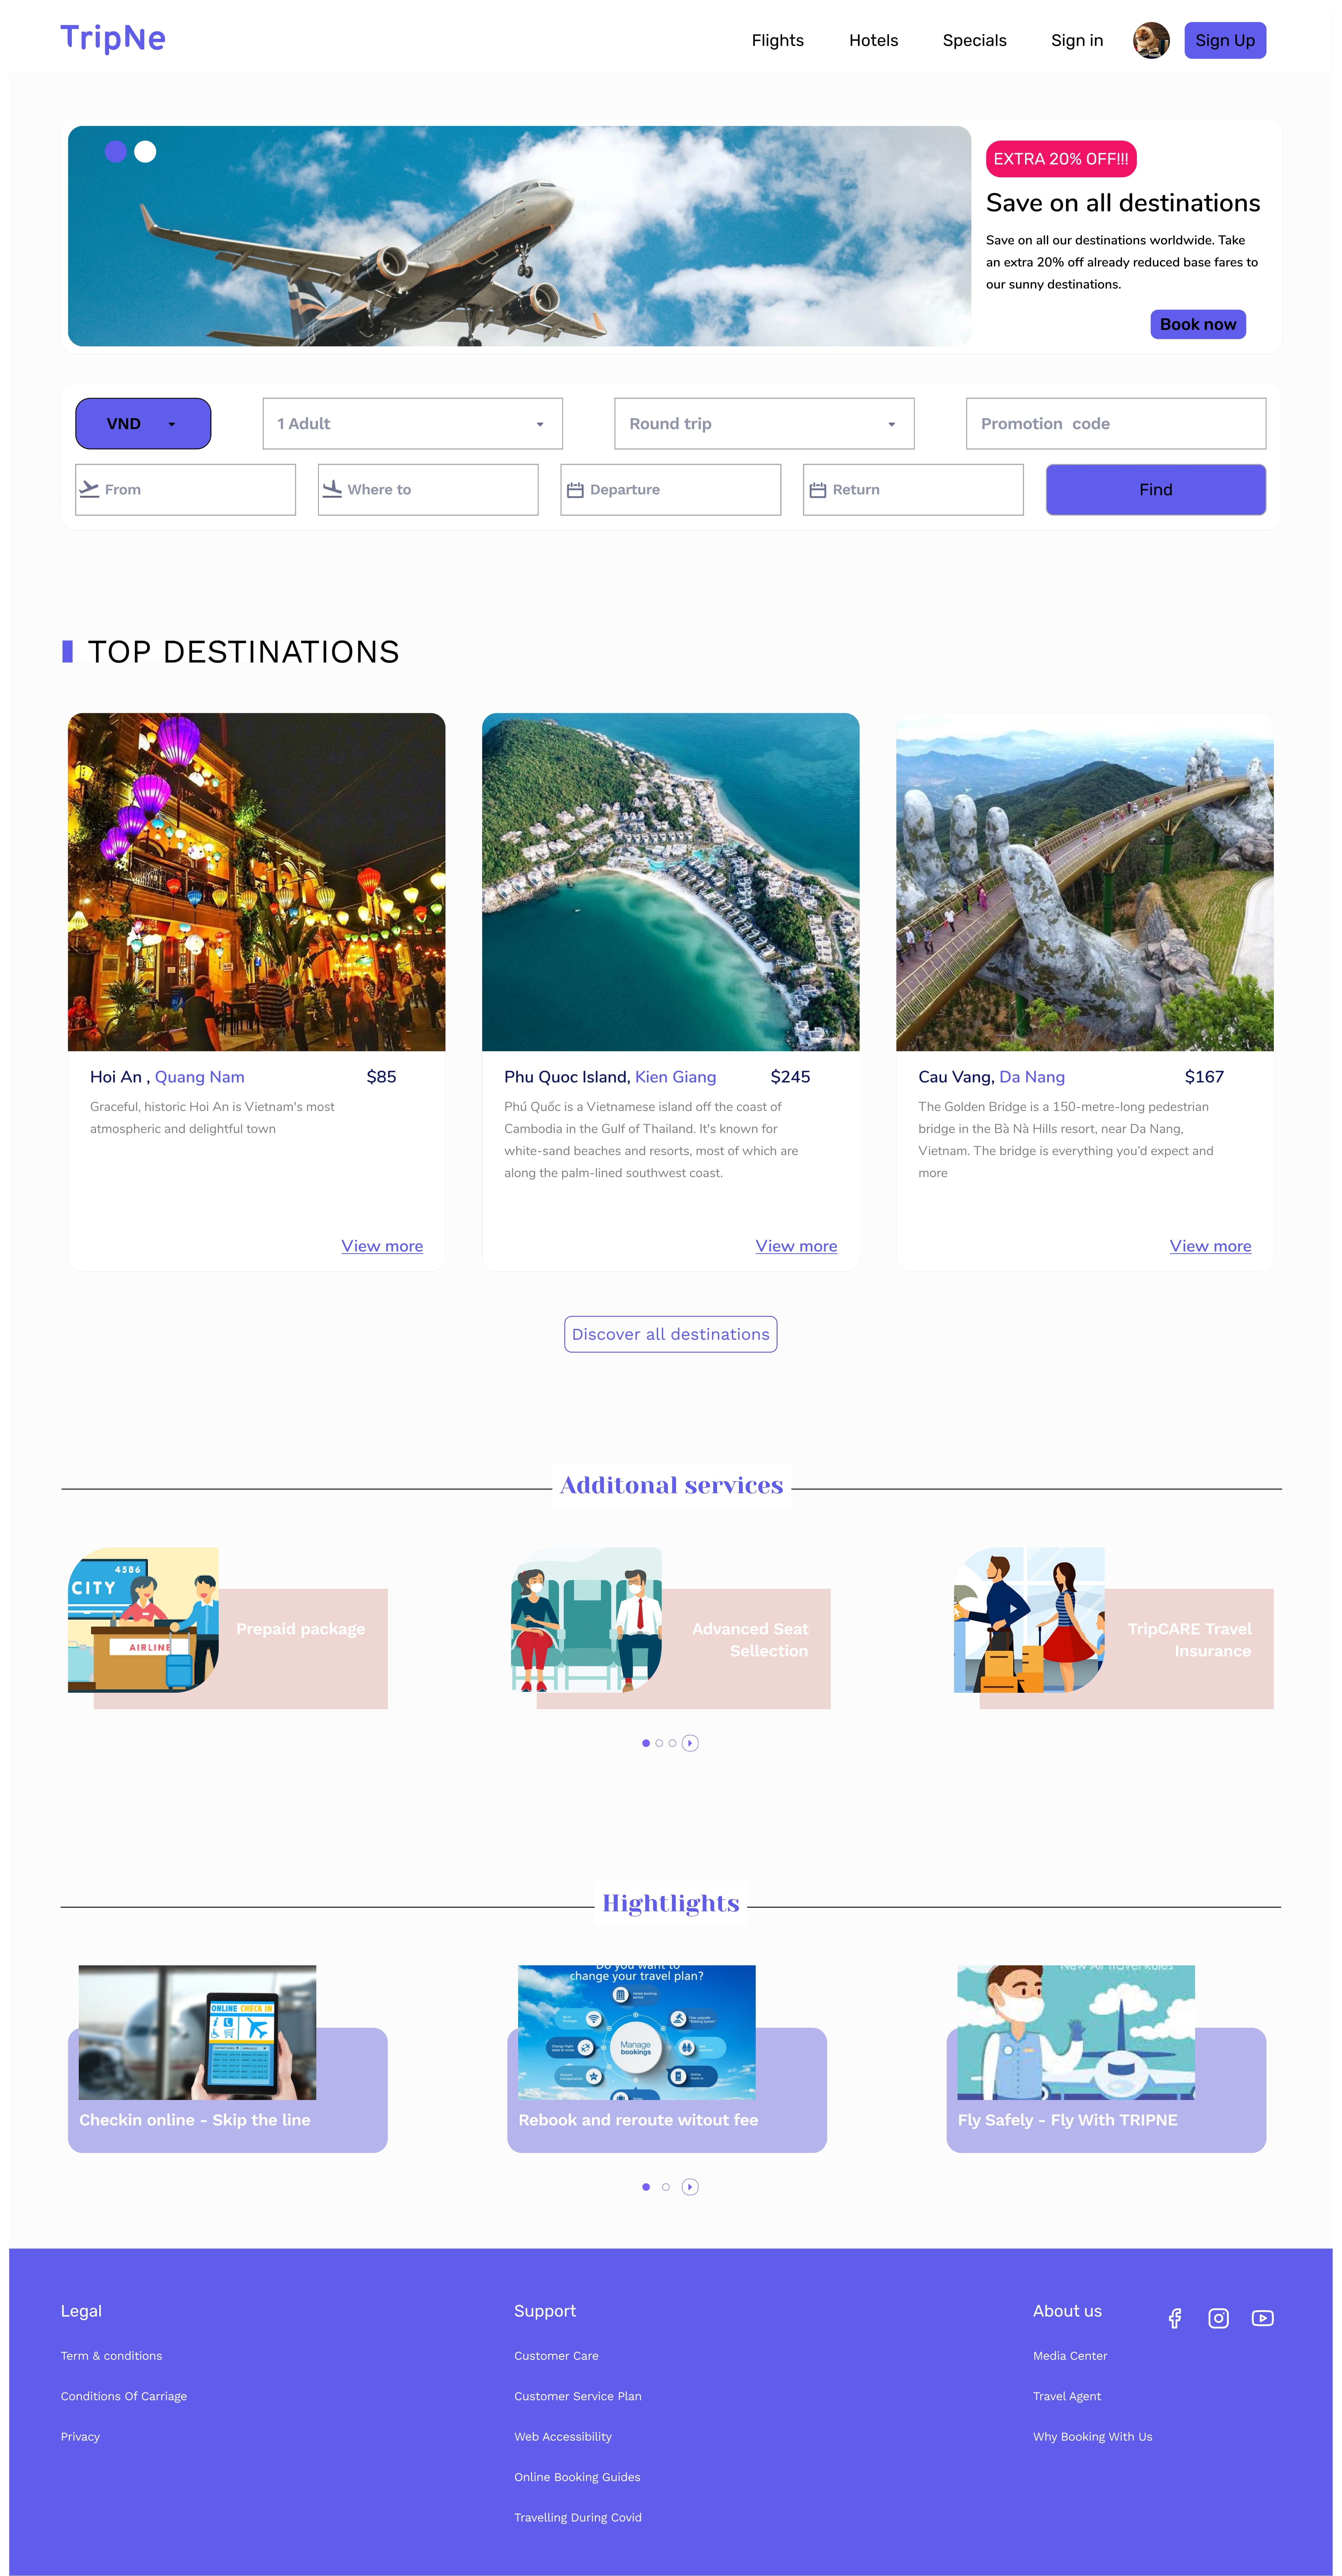 TripNe
Flights
Hotels
Specials
Sign in
Sign Up
EXTRA 20% OFF!!!
Save on all destinations
Save on all our destinations worldwide. Take
an extra 20% off already reduced base fares to
our sunny destinations.
Book now
VND
1 Adult
Round trip
Promotion code
From
Where to
Departure
Return
Find
TOP DESTINATIONS
Hoi An , Quang Nam
$85
Graceful, historic Hoi An is Vietnam's most
atmospheric and delightful town
View more
Phu Quoc Island, Kien Giang
$245
Phú Quốc is a Vietnamese island off the coast of
Cambodia in the Gulf of Thailand. It's known for
white-sand beaches and resorts, most of which are
along the palm-lined southwest coast.
View more
Cau Vang, Da Nang
$167
The Golden Bridge is a 150-metre-long pedestrian
bridge in the Bà Nà Hills resort, near Da Nang,
Vietnam. The bridge is everything you'd expect and
more
View more
Discover all destinations
Additonal services
4586
CITY
AIRLINE
Prepaid package
Advanced Seat
Sellection
TripCARE Travel
Insurance
Hightlights
ONLINE CHECK IN
Checkin online - Skip the line
Do you want to
change your travel plan?
Manage
bookings
Rebook and reroute witout fee
New Air Travel Rules
Fly Safely - Fly With TRIPNE
Legal
Term & conditions
Conditions Of Carriage
Privacy
Support
Customer Care
Customer Service Plan
Web Accessibility
Online Booking Guides
Travelling During Covid
About us
Media Center
Travel Agent
Why Booking With Us